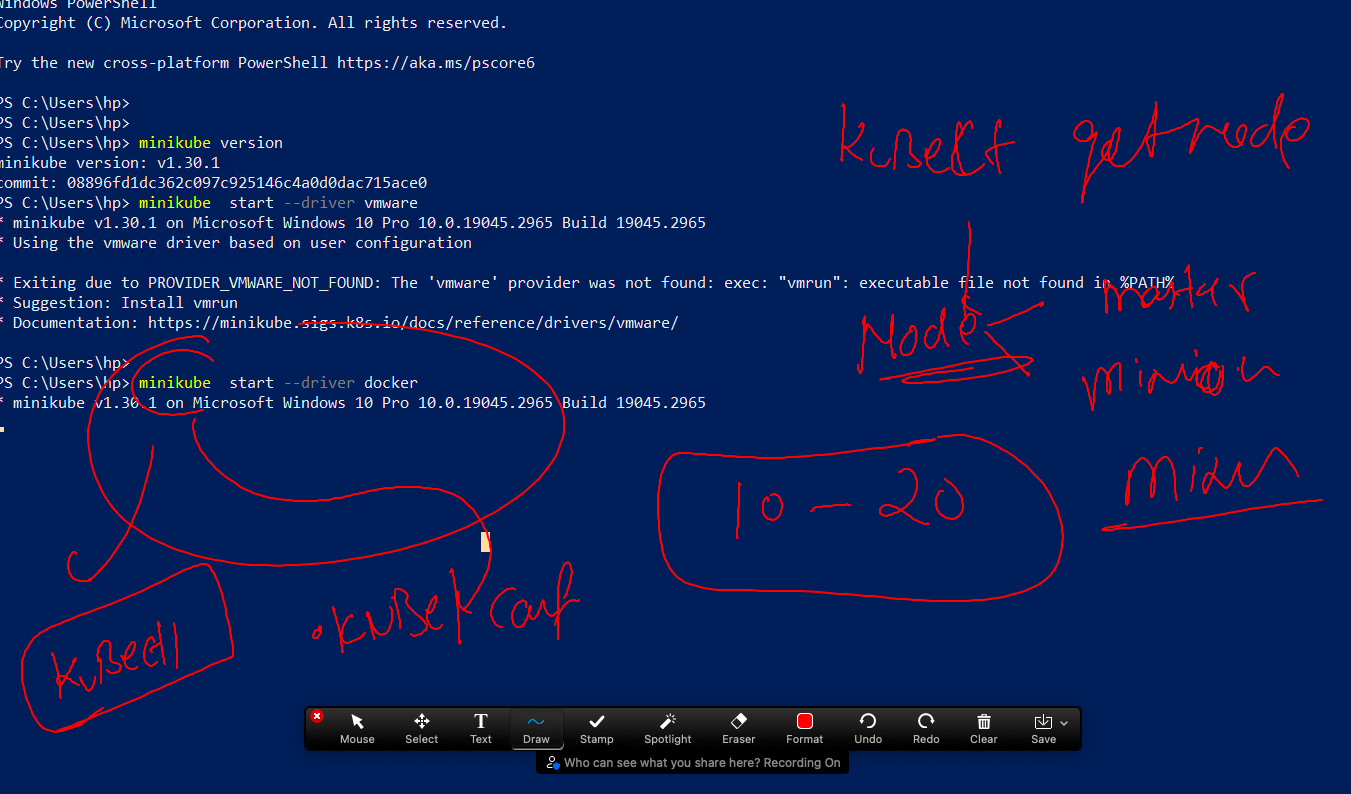 Windows PowerShell
Copyright (C) Microsoft Corporation. All rights reserved.
Try the new cross-platform PowerShell https://aka.ms/pscore6
PS C:\Users\hp>
PS C:\Users\hp>
PS C:\Users\hp> minikube version
minikube version: v1.30.1
commit: 08896fd1dc362c097c925146c4a0d0dac715ace0
PS C:\Users\hp> minikube  start --driver vmware
* minikube v1.30.1 on Microsoft Windows 10 Pro 10.0.19045.2965 Build 19045.2965
* Using the vmware driver based on user configuration
* Exiting due to PROVIDER_VMWARE_NOT_FOUND: The 'vmware' provider was not found: exec: "vmrun": executable file not found in %PATH%
* Suggestion: Install vmrun
* Documentation: https://minikube.sigs.k8s.io/docs/reference/drivers/vmware/
PS C:\Users\hp>
PS C:\Users\hp> minikube  start --driver docker
* minikube v1.30.1 on Microsoft Windows 10 Pro 10.0.19045.2965 Build 19045.2965
master
minion
10 - 20
Mouse Select Text Draw Stamp Spotlight Eraser Format Undo Redo Clear Save
Who can see what you share here? Recording On